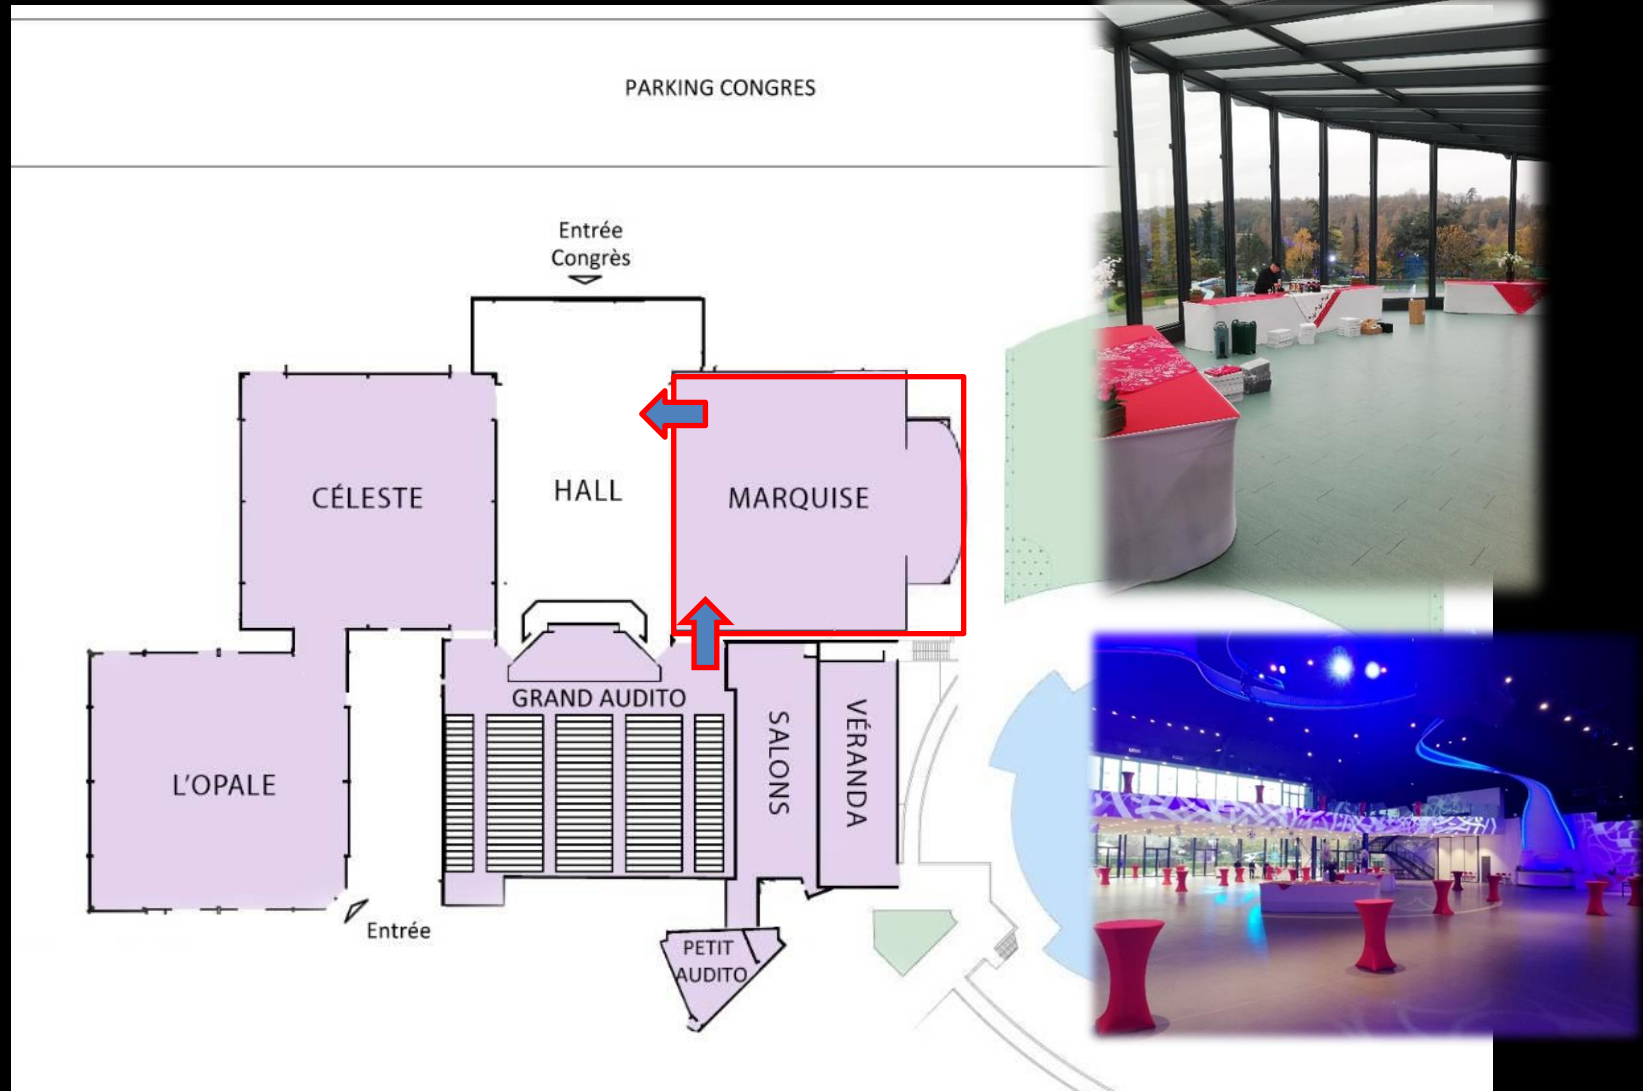 PARKING CONGRES
Entrée
Congrès
CÉLESTE
HALL
MARQUISE
GRAND AUDITO
SALONS
VÉRANDA
L'OPALE
Entrée
PETIT
AUDITO